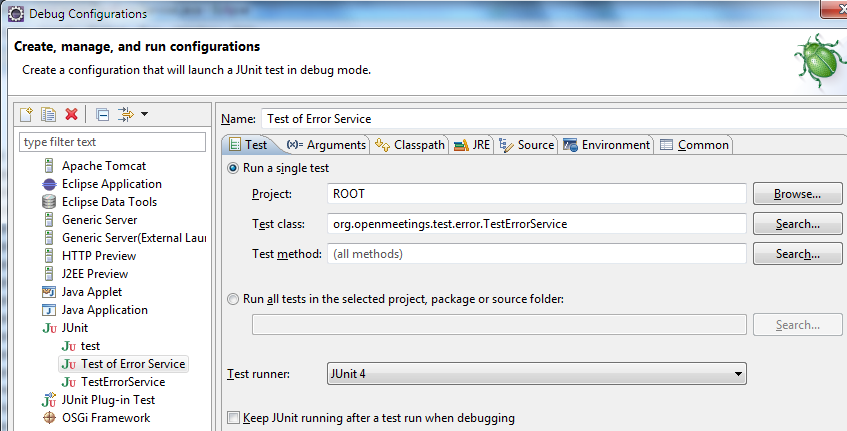 Debug Configurations
Create, manage, and run configurations
Create a configuration that will launch a JUnit test in debug mode.
type filter text
Apache Tomcat
Eclipse Application
Eclipse Data Tools
Generic Server
Generic Server(External Lau
HTTP Preview
J2EE Preview
Java Applet
Java Application
JU JUnit
JU test
JU Test of Error Service
JU TestErrorService
JU JUnit Plug-in Test
OSGi Framework
Name: Test of Error Service
Test (x)= Arguments Classpath JRE Source Environment Common
Run a single test
Project: ROOT Browse...
Test class: org.openmeetings.test.error.TestErrorService Search...
Test method: (all methods) Search...
Run all tests in the selected project, package or source folder:
Search...
Test runner: JUnit 4
Keep JUnit running after a test run when debugging